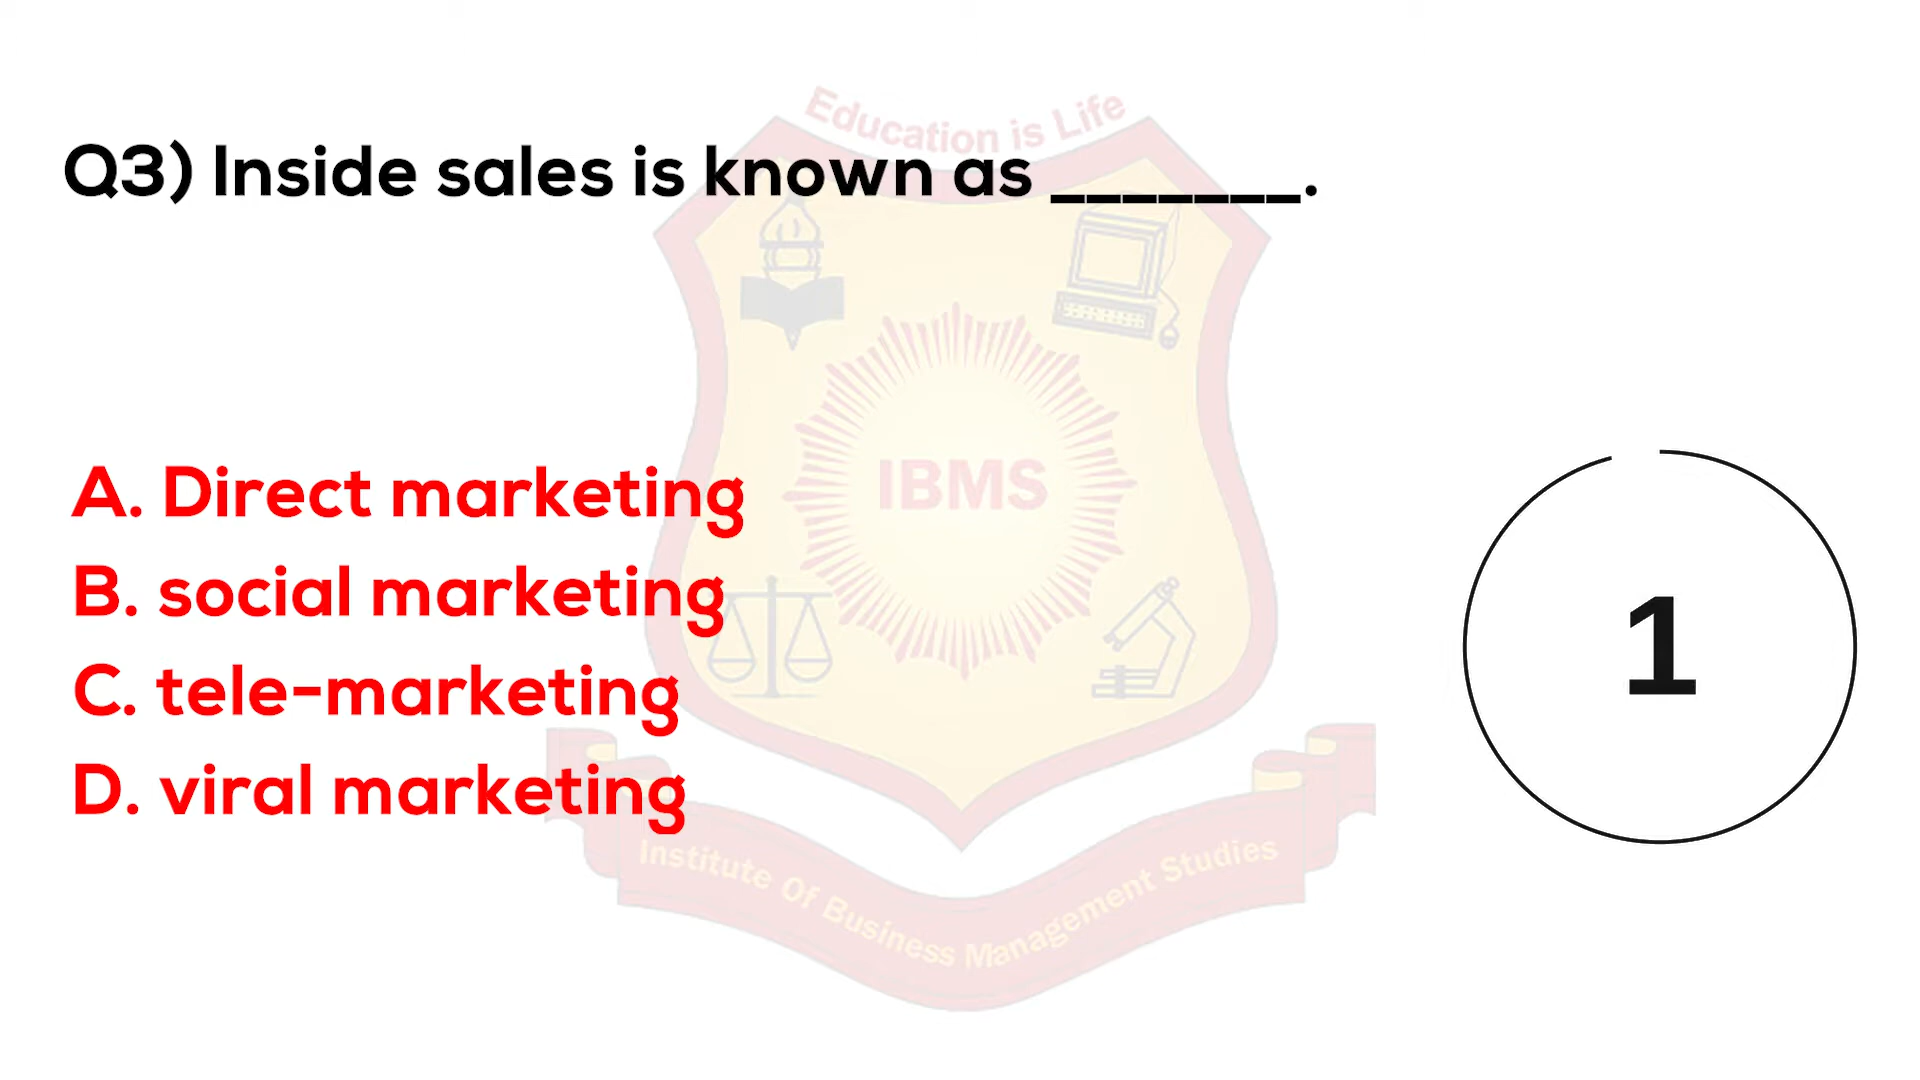 Education is Life
Q3) Inside sales is known as _______.
IBMS
A. Direct marketing
B. social marketing
C. tele-marketing
D. viral marketing
1
Institute Of Business Management Studies